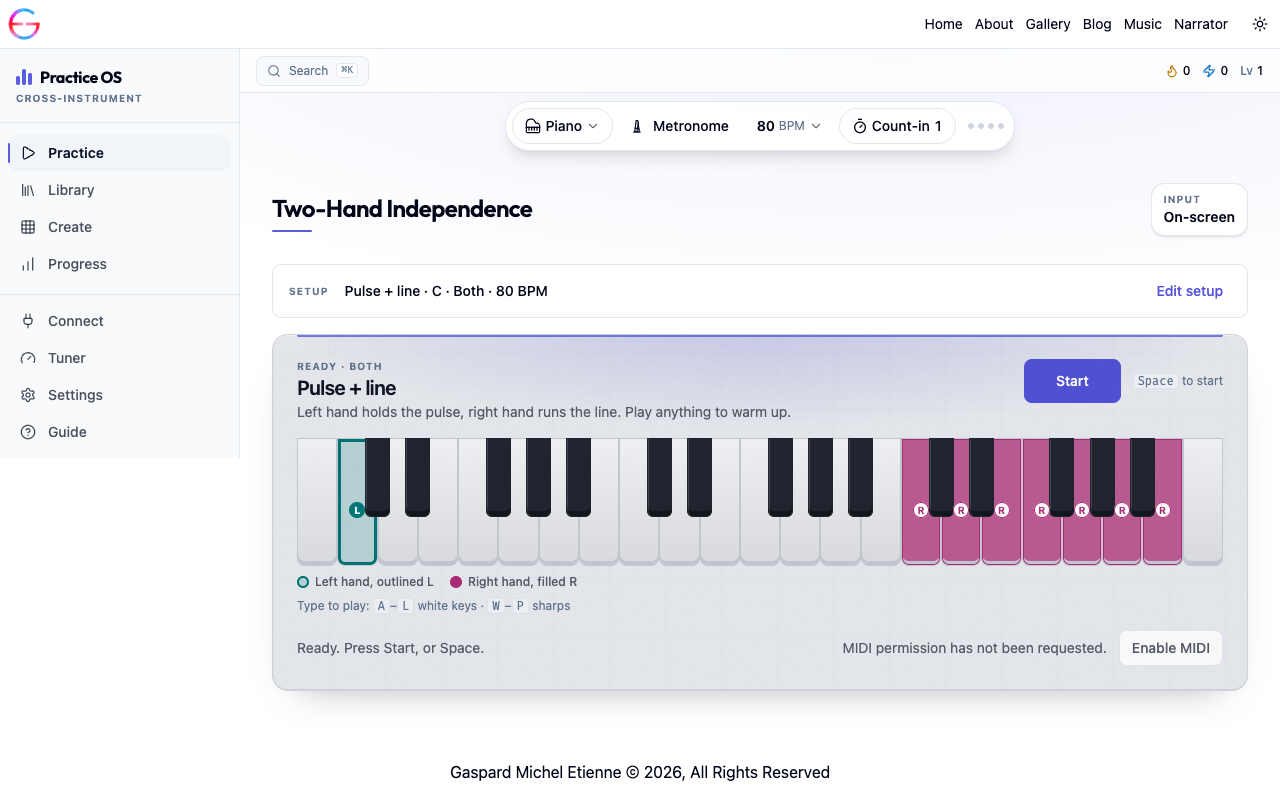 Home About Gallery Blog Music Narrator
Practice OS
CROSS-INSTRUMENT
Search ⌘K
0 0 Lv 1
Piano Metronome 80 BPM Count-in 1
Practice
Library
Create
Progress
Connect
Tuner
Settings
Guide
Two-Hand Independence
INPUT
On-screen
SETUP Pulse + line · C · Both · 80 BPM Edit setup
READY · BOTH
Pulse + line
Left hand holds the pulse, right hand runs the line. Play anything to warm up.
Start Space to start
L R R R R R R R
Left hand, outlined L Right hand, filled R
Type to play: A – L white keys · W – P sharps
Ready. Press Start, or Space. MIDI permission has not been requested. Enable MIDI
Gaspard Michel Etienne © 2026, All Rights Reserved